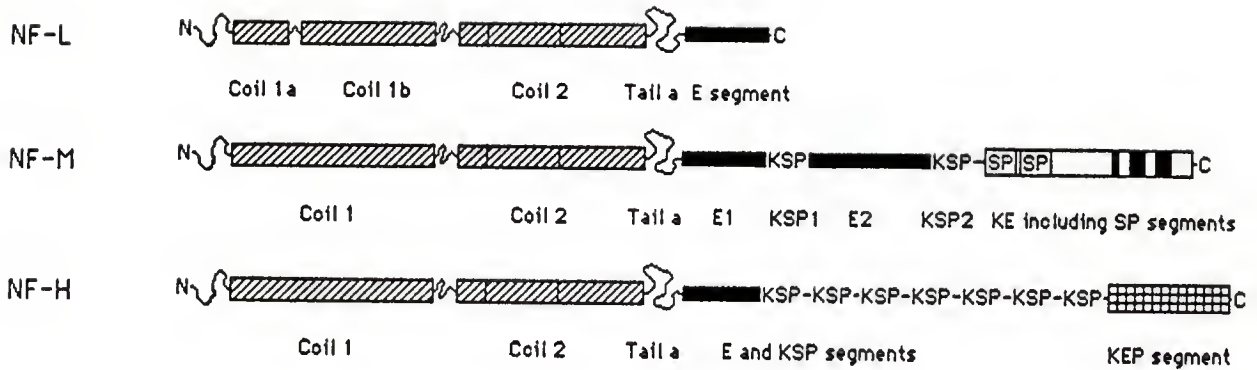 NF-L N C
Coil 1a Coil 1b Coil 2 Tail a E segment
NF-M N KSP KSP SP SP C
Coil 1 Coil 2 Tail a E1 KSP1 E2 KSP2 KE including SP segments
NF-H N KSP-KSP-KSP-KSP-KSP-KSP-KSP C
Coil 1 Coil 2 Tail a E and KSP segments KEP segment